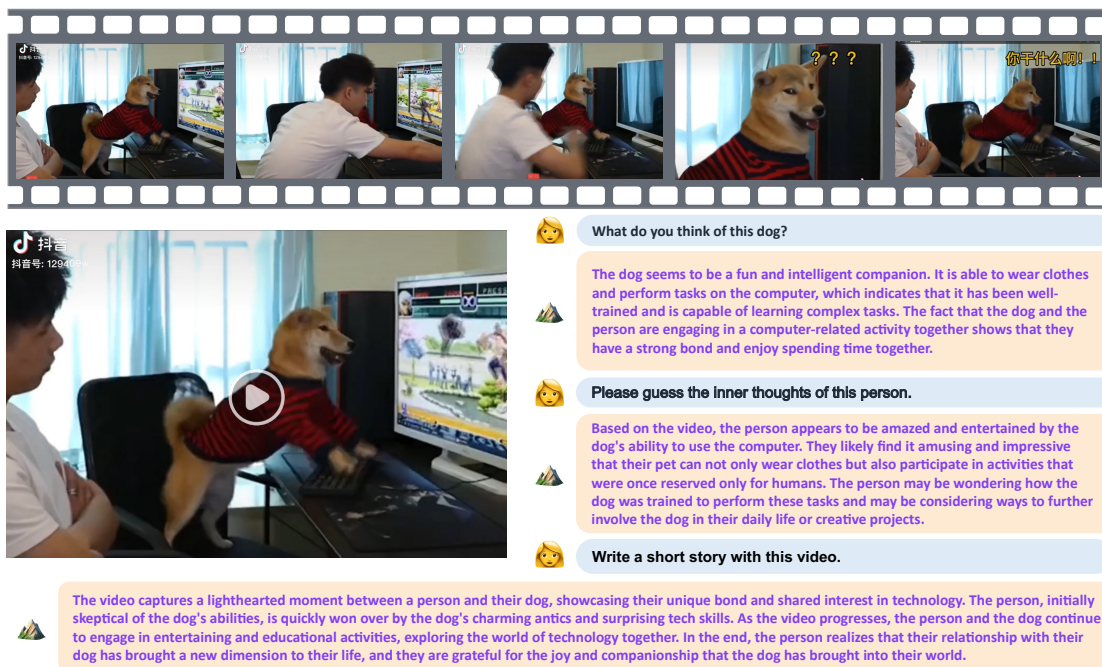 抖音
？？？
你干什么啊！！
抖音
抖音号: 1294
What do you think of this dog?
The dog seems to be a fun and intelligent companion. It is able to wear clothes
and perform tasks on the computer, which indicates that it has been well-
trained and is capable of learning complex tasks. The fact that the dog and the
person are engaging in a computer-related activity together shows that they
have a strong bond and enjoy spending time together.
Please guess the inner thoughts of this person.
Based on the video, the person appears to be amazed and entertained by the
dog's ability to use the computer. They likely find it amusing and impressive
that their pet can not only wear clothes but also participate in activities that
were once reserved only for humans. The person may be wondering how the
dog was trained to perform these tasks and may be considering ways to further
involve the dog in their daily life or creative projects.
Write a short story with this video.
The video captures a lighthearted moment between a person and their dog, showcasing their unique bond and shared interest in technology. The person, initially
skeptical of the dog's abilities, is quickly won over by the dog's charming antics and surprising tech skills. As the video progresses, the person and the dog continue
to engage in entertaining and educational activities, exploring the world of technology together. In the end, the person realizes that their relationship with their
dog has brought a new dimension to their life, and they are grateful for the joy and companionship that the dog has brought into their world.